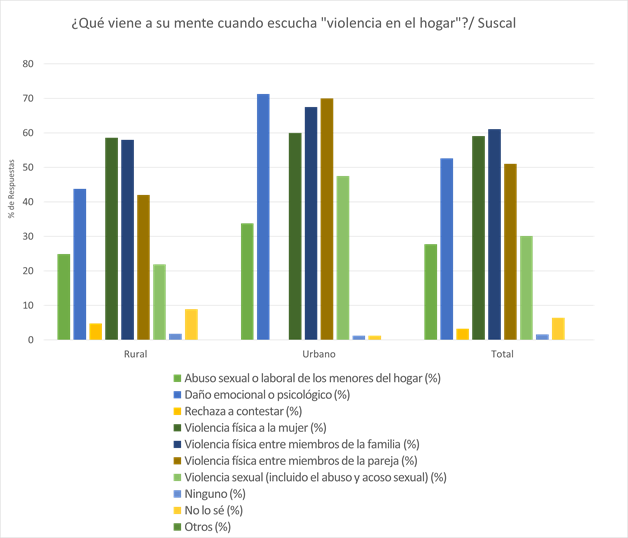 ¿Qué viene a su mente cuando escucha "violencia en el hogar"?/ Suscal
80
70
60
50
40
30
20
10
0
% de Respuestas
Rural
Urbano
Total
Abuso sexual o laboral de los menores del hogar (%)
Daño emocional o psicológico (%)
Rechaza a contestar (%)
Violencia física a la mujer (%)
Violencia física entre miembros de la familia (%)
Violencia física entre miembros de la pareja (%)
Violencia sexual (incluido el abuso y acoso sexual) (%)
Ninguno (%)
No lo sé (%)
Otros (%)